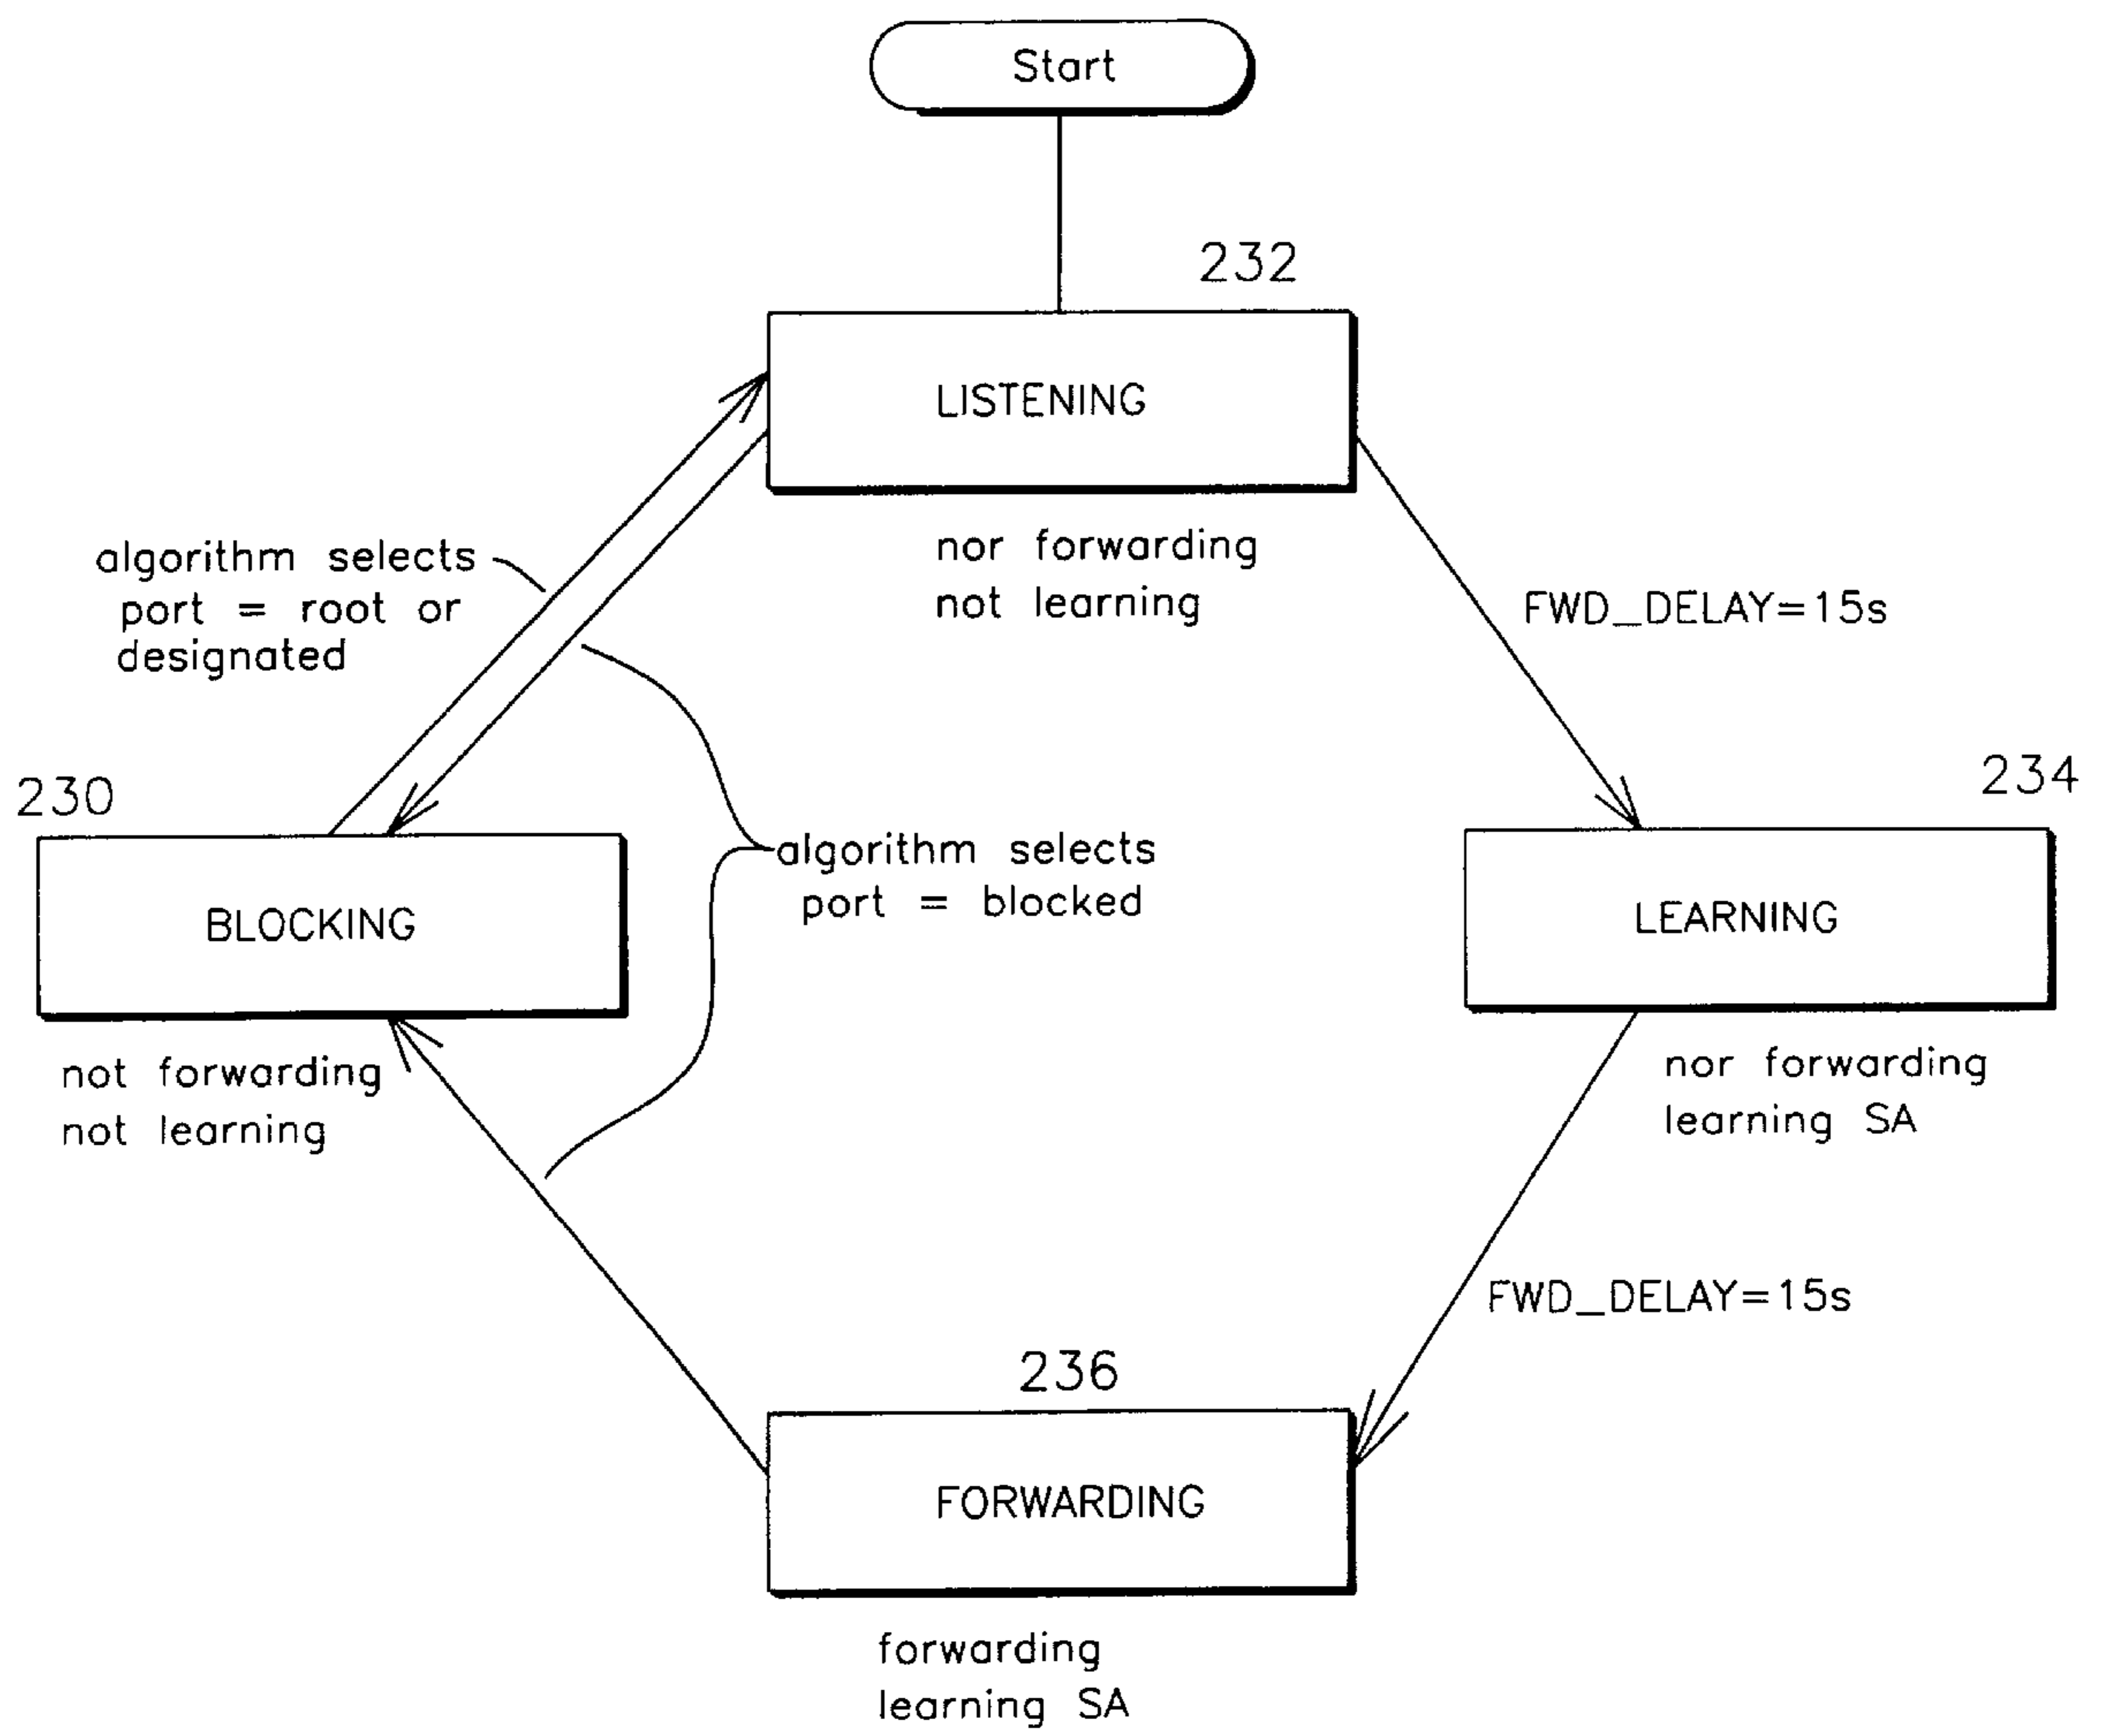 Start
232
LISTENING
nor forwarding
not learning
algorithm selects
port = root or
designated
FWD_DELAY=15s
230
BLOCKING
not forwarding
not learning
algorithm selects
port = blocked
234
LEARNING
nor forwarding
learning SA
FWD_DELAY=15s
236
FORWARDING
forwarding
learning SA